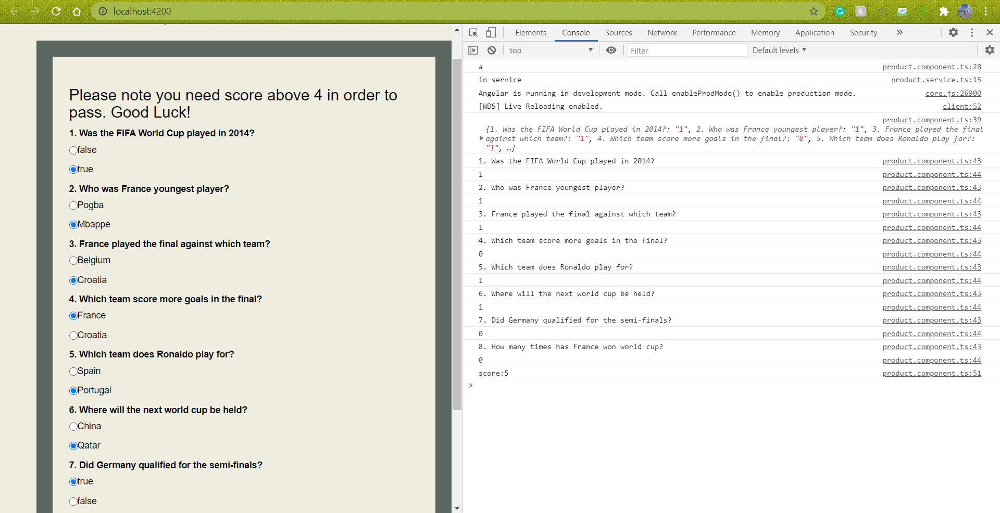 localhost:4200
Please note you need score above 4 in order to
pass. Good Luck!
1. Was the FIFA World Cup played in 2014?
false
true
2. Who was France youngest player?
Pogba
Mbappe
3. France played the final against which team?
Belgium
Croatia
4. Which team score more goals in the final?
France
Croatia
5. Which team does Ronaldo play for?
Spain
Portugal
6. Where will the next world cup be held?
China
Qatar
7. Did Germany qualified for the semi-finals?
true
false
Elements Console Sources Network Performance Memory Application Security »
top Filter Default levels
a product.component.ts:28
in service product.service.ts:15
Angular is running in development mode. Call enableProdMode() to enable production mode. core.js:26900
[WDS] Live Reloading enabled. client:52
product.component.ts:39
{1. Was the FIFA World Cup played in 2014?: "1", 2. Who was France youngest player?: "1", 3. France played the final
against which team?: "1", 4. Which team score more goals in the final?: "0", 5. Which team does Ronaldo play for?:
"1", …}
1. Was the FIFA World Cup played in 2014? product.component.ts:43
1 product.component.ts:44
2. Who was France youngest player? product.component.ts:43
1 product.component.ts:44
3. France played the final against which team? product.component.ts:43
1 product.component.ts:44
4. Which team score more goals in the final? product.component.ts:43
0 product.component.ts:44
5. Which team does Ronaldo play for? product.component.ts:43
1 product.component.ts:44
6. Where will the next world cup be held? product.component.ts:43
1 product.component.ts:44
7. Did Germany qualified for the semi-finals? product.component.ts:43
0 product.component.ts:44
8. How many times has France won world cup? product.component.ts:43
0 product.component.ts:44
score:5 product.component.ts:51